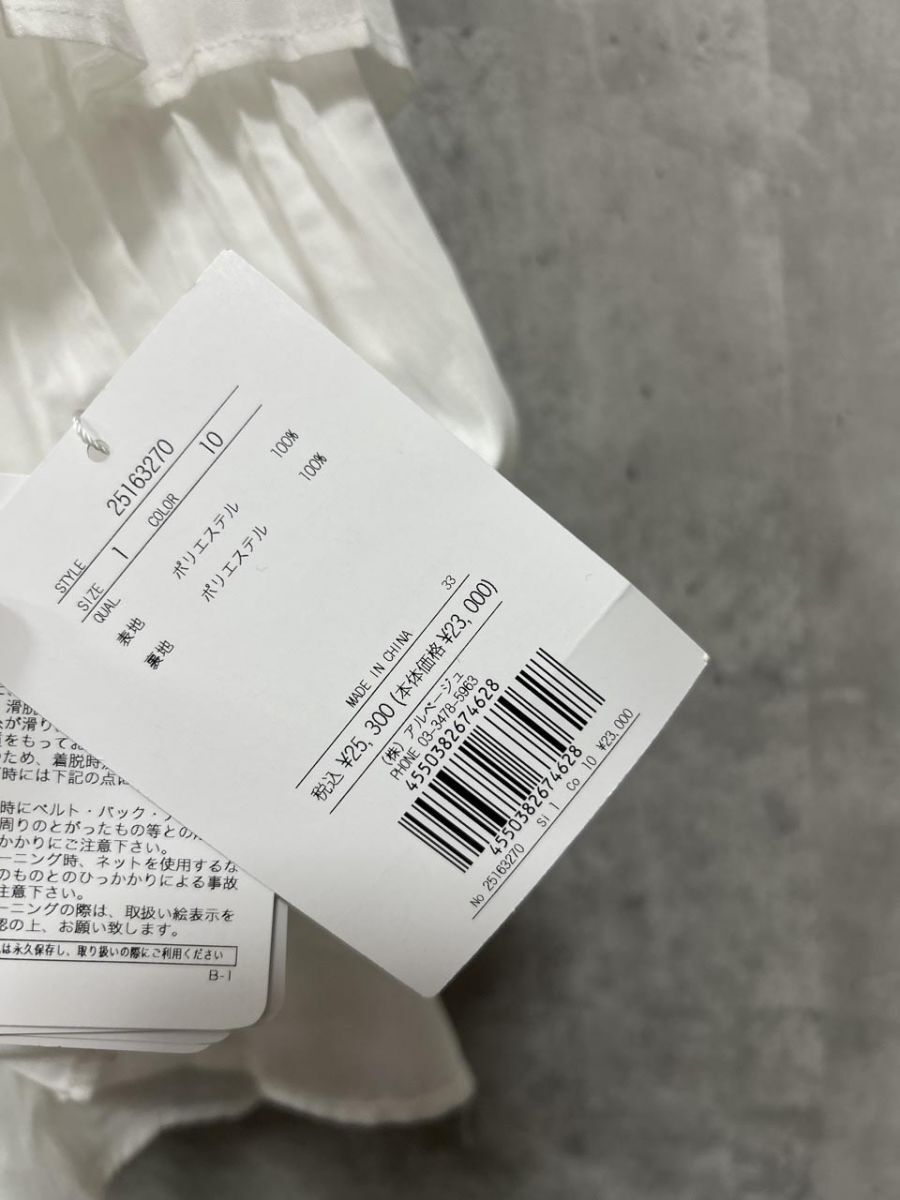 STYLE 25163270
SIZE 1 COLOR 10
QUAL
表地 ポリエステル 100%
裏地 ポリエステル 100%
MADE IN CHINA 33
税込 ¥25,300 (本体価格 ¥23,000)
(株) アルページュ
PHONE 03-3478-5963
4550382674628
4550382674628
No 25163270 Si 1 Co 10 ¥23,000
滑脱
が滑り
をもってお
ため、着脱時
時には下記の点に
時にベルト・バック・
周りのとがったもの等との
かかりにご注意下さい。
ーニング時、ネットを使用するな
のものとのひっかかりによる事故
注意下さい。
ーニングの際は、取扱い絵表示を
認の上、お願い致します。
は永久保存し、取り扱いの際にご利用ください
B-1